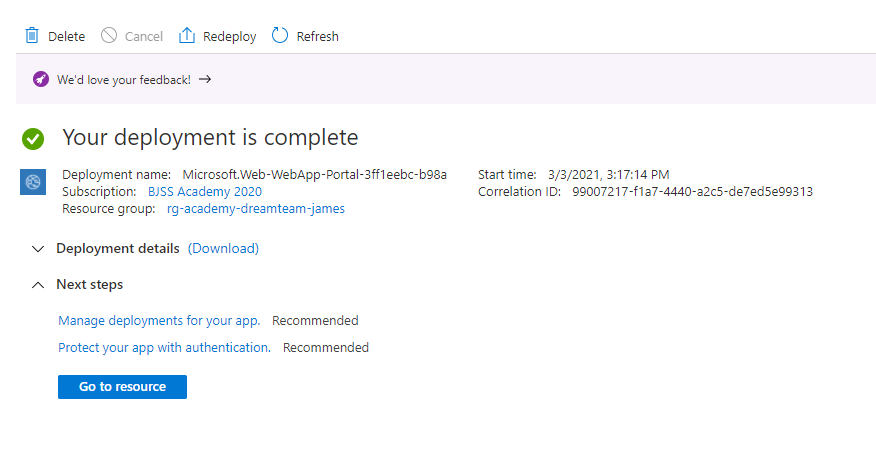 Delete Cancel Redeploy Refresh
We'd love your feedback! →
Your deployment is complete
Deployment name: Microsoft.Web-WebApp-Portal-3ff1eebc-b98a Start time: 3/3/2021, 3:17:14 PM
Subscription: BJSS Academy 2020 Correlation ID: 99007217-f1a7-4440-a2c5-de7ed5e99313
Resource group: rg-academy-dreamteam-james
Deployment details (Download)
Next steps
Manage deployments for your app. Recommended
Protect your app with authentication. Recommended
Go to resource